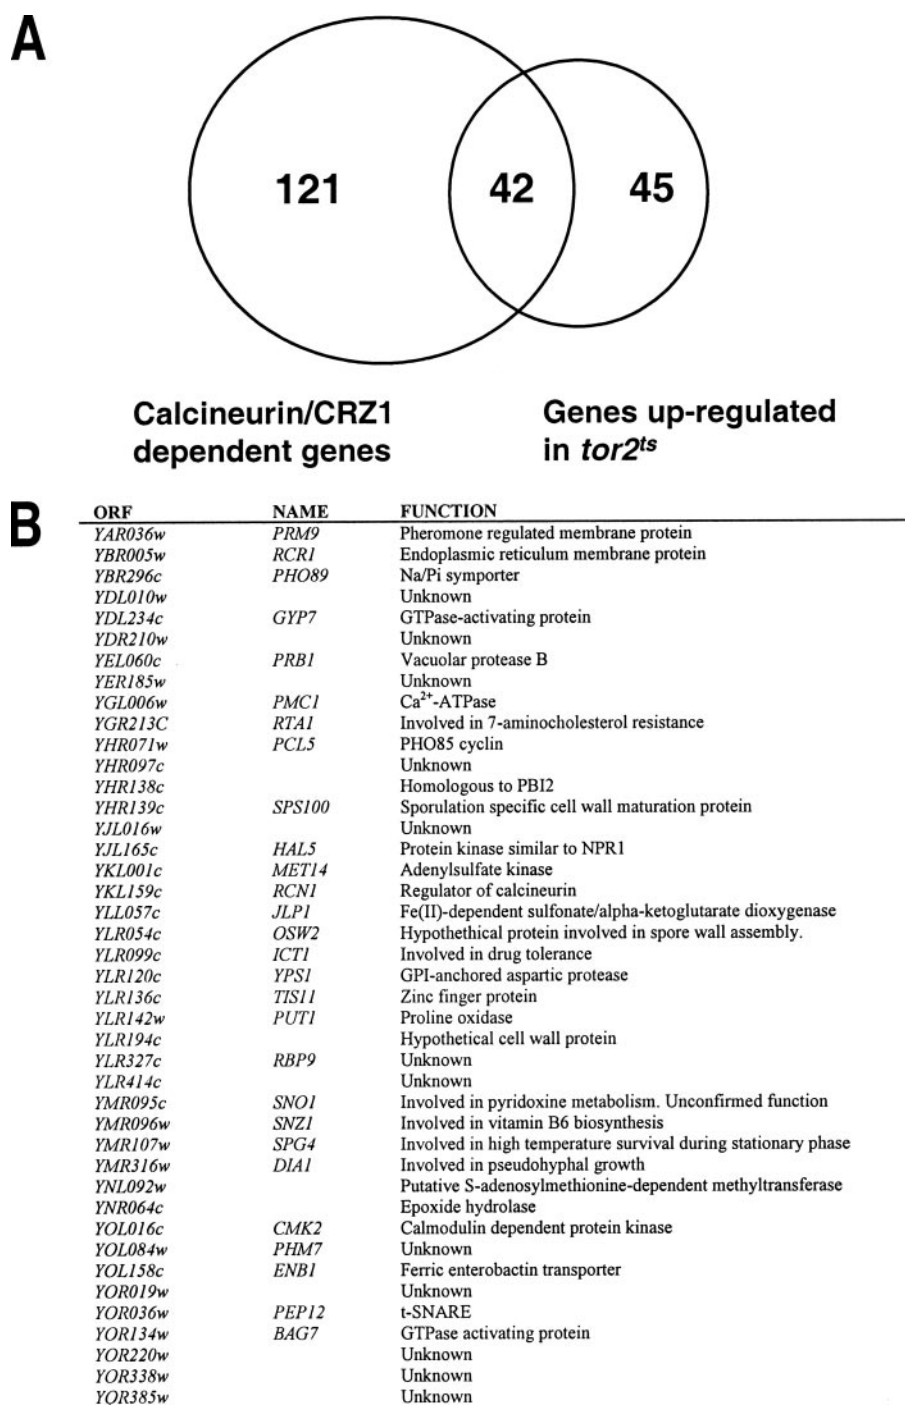 A
121 42 45
Calcineurin/CRZ1 Genes up-regulated
dependent genes in tor2ts
B
ORF NAME FUNCTION
YAR036w PRM9 Pheromone regulated membrane protein
YBR005w RCR1 Endoplasmic reticulum membrane protein
YBR296c PHO89 Na/Pi symporter
YDL010w Unknown
YDL234c GYP7 GTPase-activating protein
YDR210w Unknown
YEL060c PRB1 Vacuolar protease B
YER185w Unknown
YGL006w PMC1 Ca2+-ATPase
YGR213C RTA1 Involved in 7-aminocholesterol resistance
YHR071w PCL5 PHO85 cyclin
YHR097c Unknown
YHR138c Homologous to PBI2
YHR139c SPS100 Sporulation specific cell wall maturation protein
YJL016w Unknown
YJL165c HAL5 Protein kinase similar to NPR1
YKL001c MET14 Adenylsulfate kinase
YKL159c RCN1 Regulator of calcineurin
YLL057c JLP1 Fe(II)-dependent sulfonate/alpha-ketoglutarate dioxygenase
YLR054c OSW2 Hypothethical protein involved in spore wall assembly.
YLR099c ICT1 Involved in drug tolerance
YLR120c YPS1 GPI-anchored aspartic protease
YLR136c TIS11 Zinc finger protein
YLR142w PUT1 Proline oxidase
YLR194c Hypothetical cell wall protein
YLR327c RBP9 Unknown
YLR414c Unknown
YMR095c SNO1 Involved in pyridoxine metabolism. Unconfirmed function
YMR096w SNZ1 Involved in vitamin B6 biosynthesis
YMR107w SPG4 Involved in high temperature survival during stationary phase
YMR316w DIA1 Involved in pseudohyphal growth
YNL092w Putative S-adenosylmethionine-dependent methyltransferase
YNR064c Epoxide hydrolase
YOL016c CMK2 Calmodulin dependent protein kinase
YOL084w PHM7 Unknown
YOL158c ENB1 Ferric enterobactin transporter
YOR019w Unknown
YOR036w PEP12 t-SNARE
YOR134w BAG7 GTPase activating protein
YOR220w Unknown
YOR338w Unknown
YOR385w Unknown